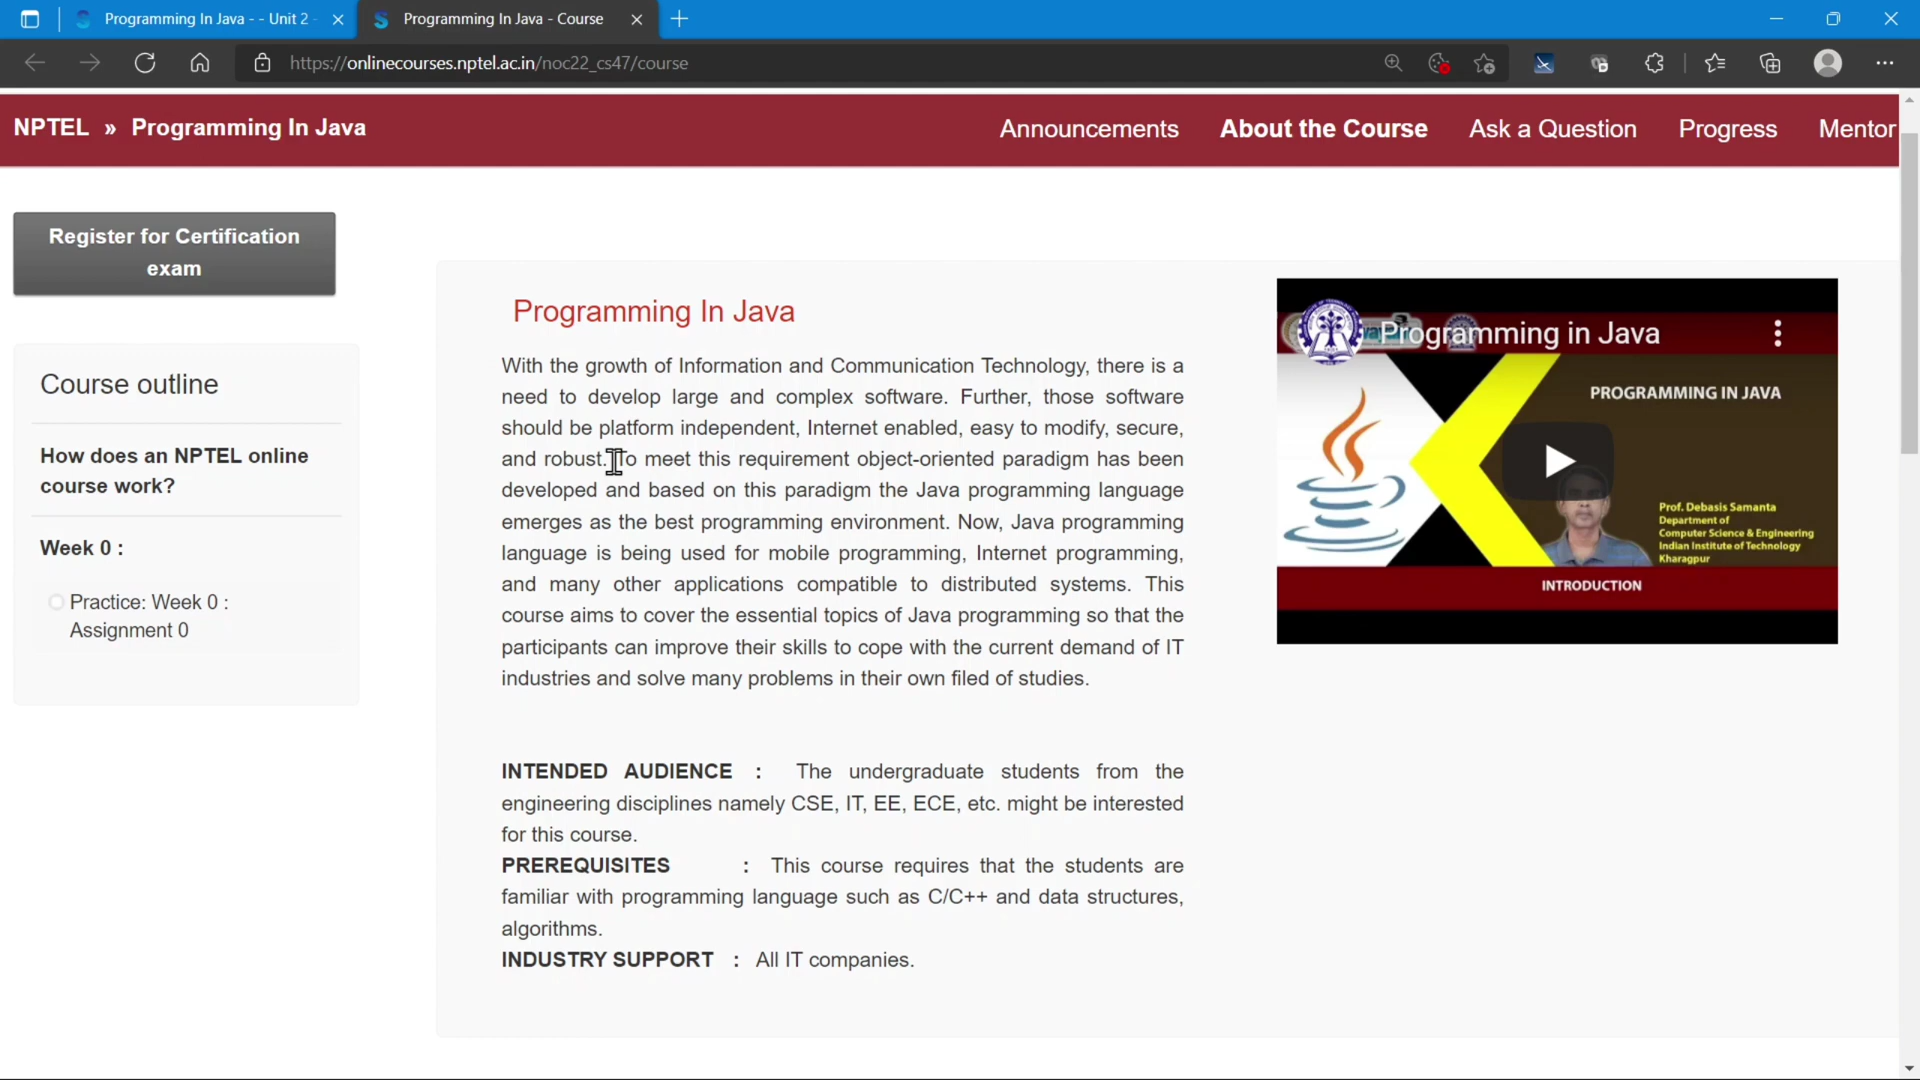 Programming In Java - - Unit 2 -
Programming In Java - Course
https://onlinecourses.nptel.ac.in/noc22_cs47/course
NPTEL » Programming In Java
Announcements
About the Course
Ask a Question
Progress
Mentor
Register for Certification
exam
Course outline
How does an NPTEL online
course work?
Week 0 :
Practice: Week 0 :
Assignment 0
Programming In Java
With the growth of Information and Communication Technology, there is a
need to develop large and complex software. Further, those software
should be platform independent, Internet enabled, easy to modify, secure,
and robust. To meet this requirement object-oriented paradigm has been
developed and based on this paradigm the Java programming language
emerges as the best programming environment. Now, Java programming
language is being used for mobile programming, Internet programming,
and many other applications compatible to distributed systems. This
course aims to cover the essential topics of Java programming so that the
participants can improve their skills to cope with the current demand of IT
industries and solve many problems in their own filed of studies.
INTENDED AUDIENCE : The undergraduate students from the
engineering disciplines namely CSE, IT, EE, ECE, etc. might be interested
for this course.
PREREQUISITES : This course requires that the students are
familiar with programming language such as C/C++ and data structures,
algorithms.
INDUSTRY SUPPORT : All IT companies.
Programming in Java
PROGRAMMING IN JAVA
Prof. Debasis Samanta
Department of
Computer Science & Engineering
Indian Institute of Technology
Kharagpur
INTRODUCTION